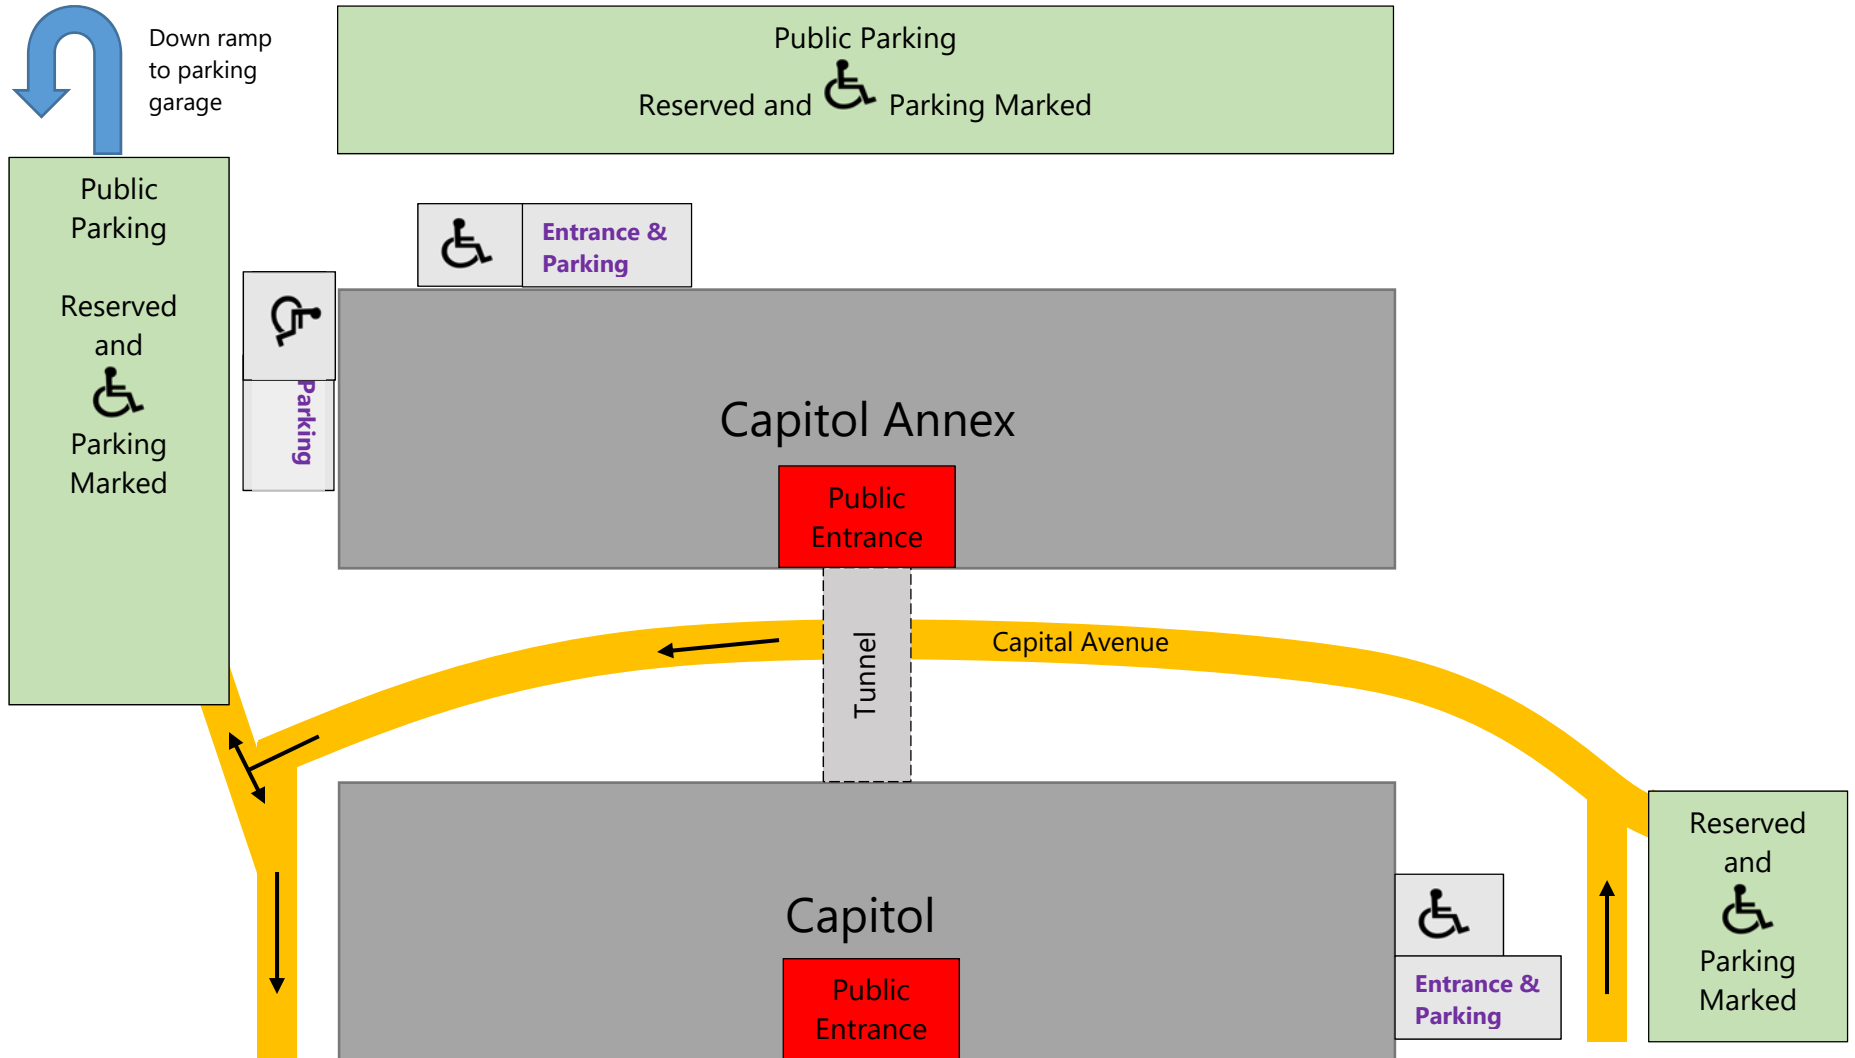 Down ramp
to parking
garage
Public Parking
Reserved and Parking Marked
Public
Parking
Reserved
and
Parking
Marked
Entrance &
Parking
Parking
Capitol Annex
Public
Entrance
Tunnel
Capital Avenue
Capitol
Public
Entrance
Entrance &
Parking
Reserved
and
Parking
Marked